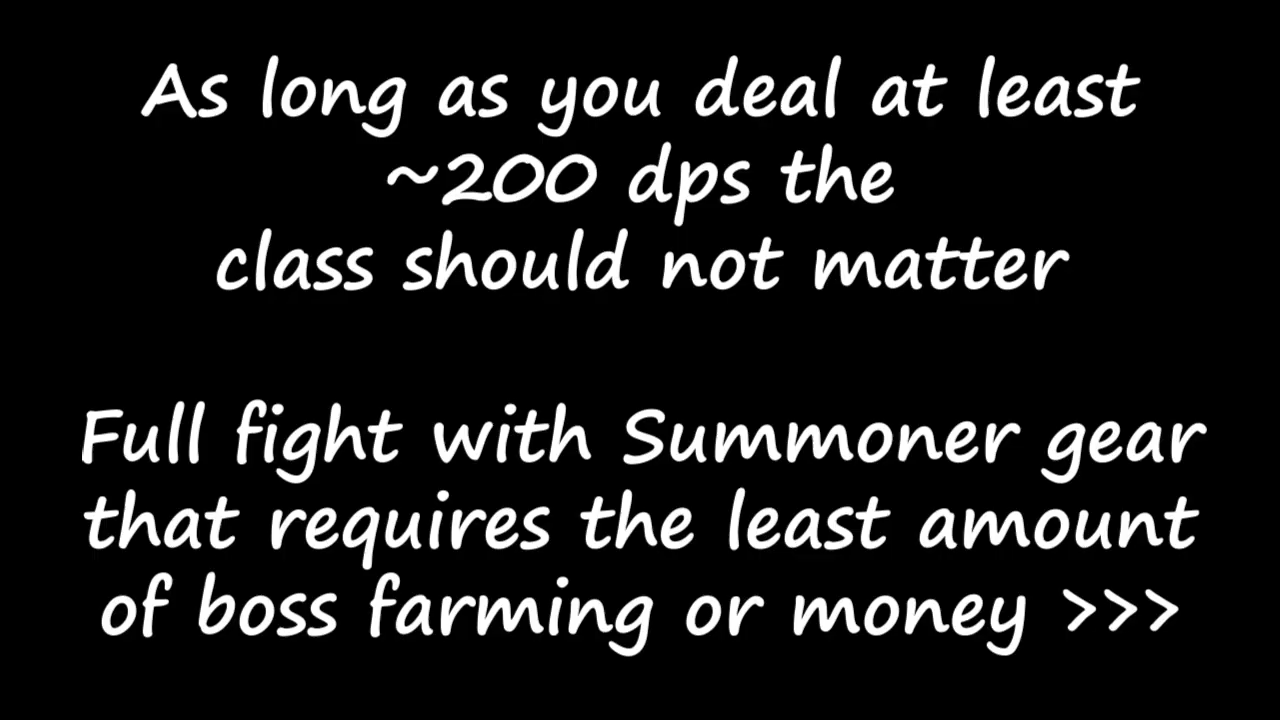 As long as you deal at least
~200 dps the
class should not matter
Full fight with Summoner gear
that requires the least amount
of boss farming or money >>>